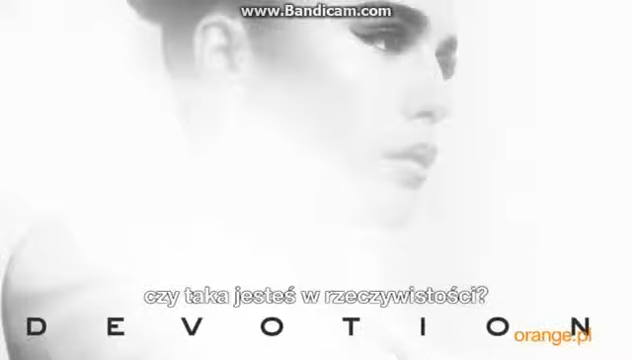 www.Bandicam.com
czy taka jesteś w rzeczywistości?
DEVOTION
orange.pl